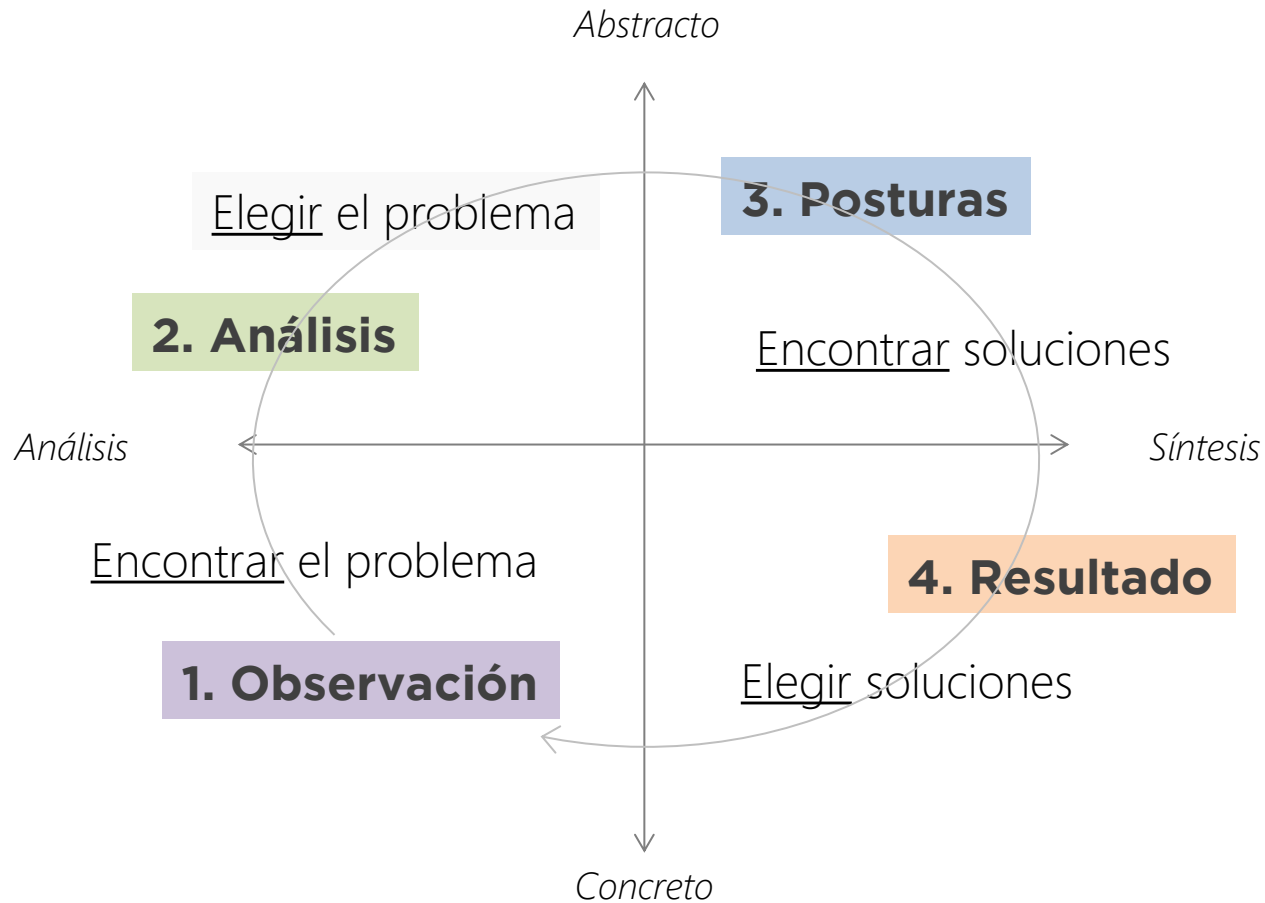 Abstracto
Elegir el problema
3. Posturas
2. Análisis
Encontrar soluciones
Análisis
Síntesis
Encontrar el problema
4. Resultado
1. Observación
Elegir soluciones
Concreto